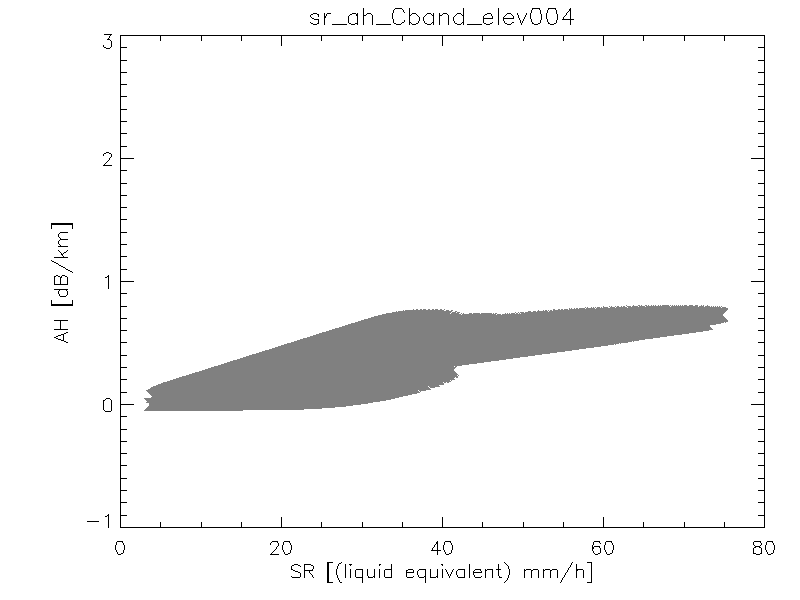 sr_ah_Cband_elev004
3
2
1
0
-1
AH [dB/km]
0 20 40 60 80
SR [(liquid equivalent) mm/h]